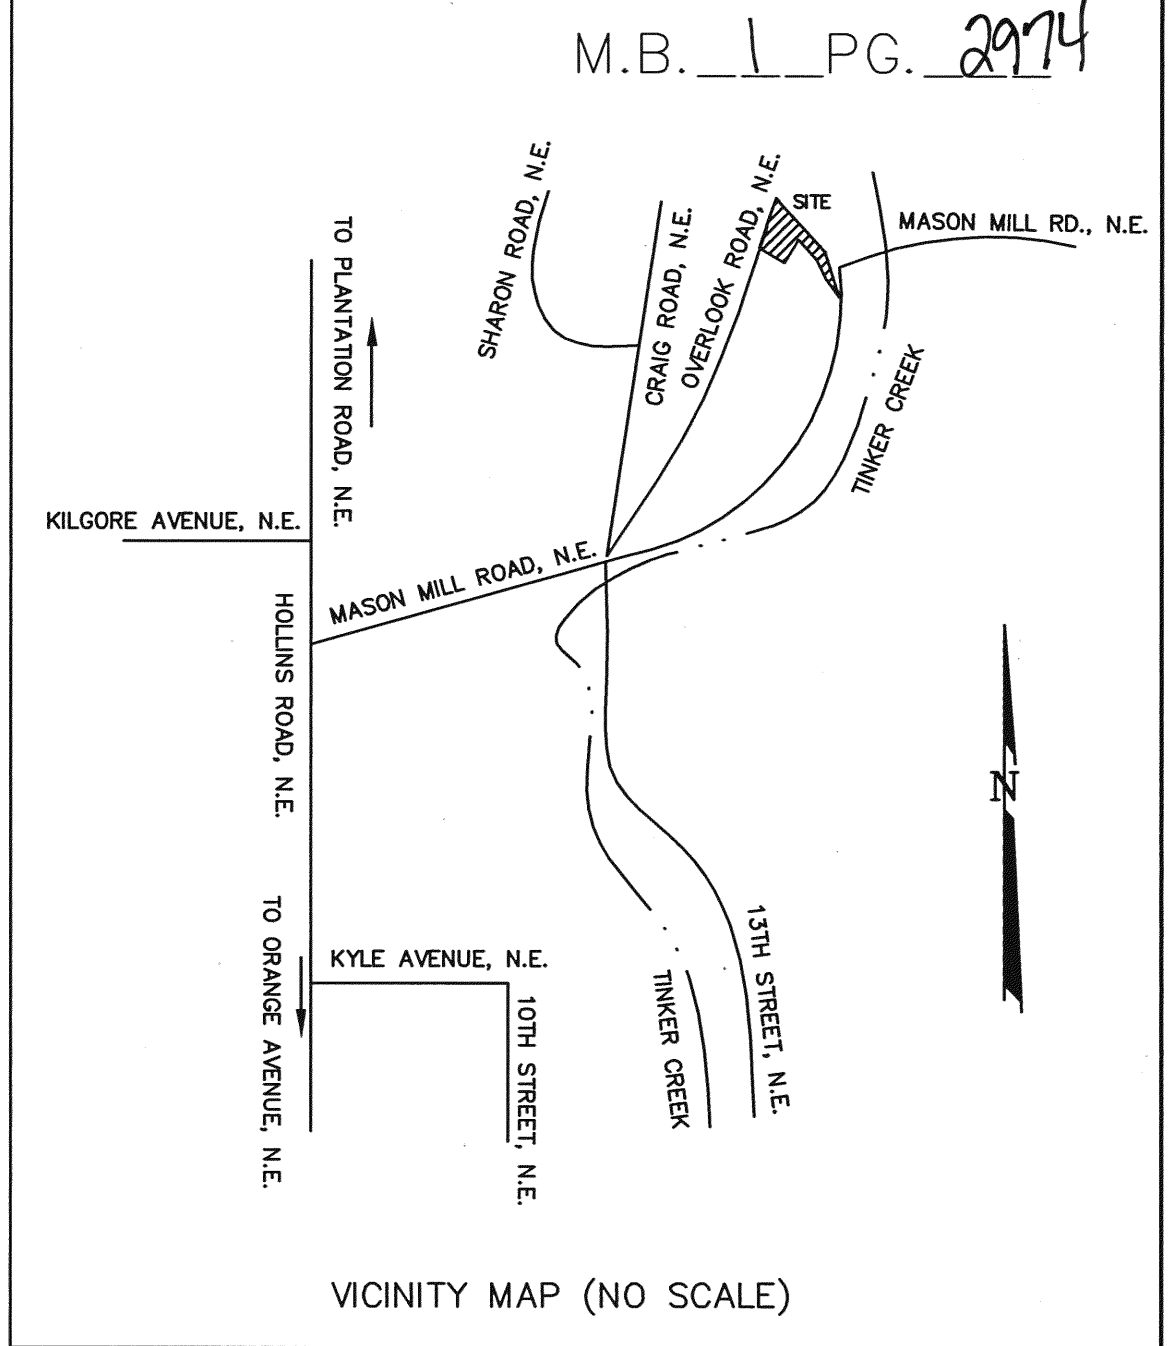 M.B. 1 PG. 2974
SHARON ROAD, N.E.
CRAIG ROAD, N.E.
OVERLOOK ROAD, N.E.
SITE
MASON MILL RD., N.E.
TO PLANTATION ROAD, N.E.
TINKER CREEK
KILGORE AVENUE, N.E.
MASON MILL ROAD, N.E.
HOLLINS ROAD, N.E.
N
TO ORANGE AVENUE, N.E.
KYLE AVENUE, N.E.
10TH STREET, N.E.
TINKER CREEK
13TH STREET, N.E.
VICINITY MAP (NO SCALE)